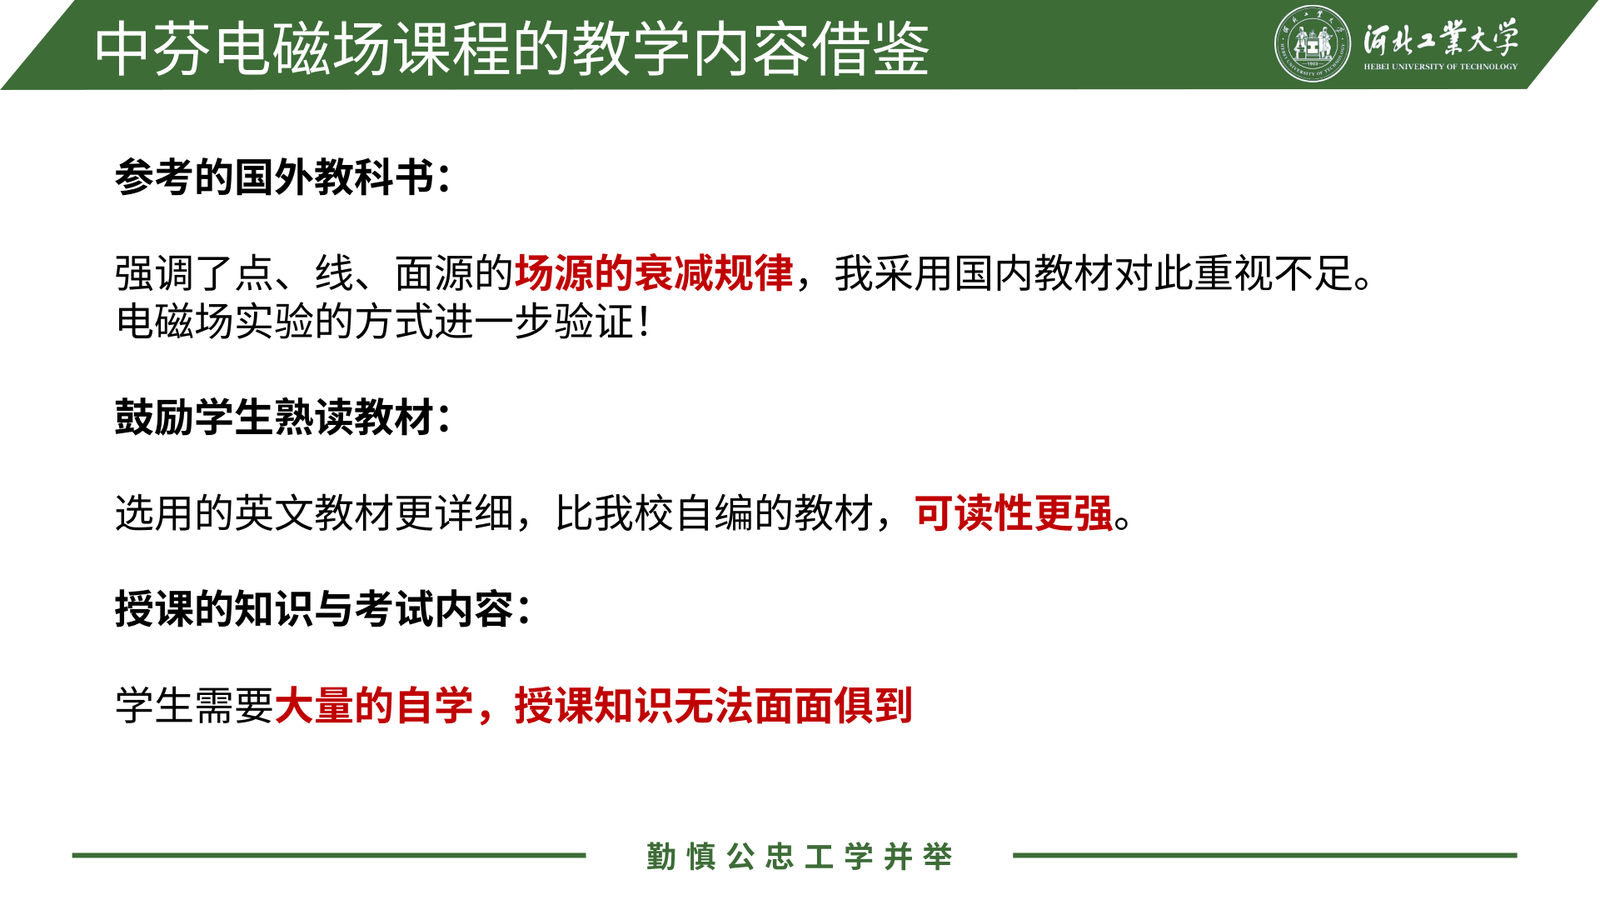 中芬电磁场课程的教学内容借鉴
河北工業大学
HEBEI UNIVERSITY OF TECHNOLOGY
参考的国外教科书：
强调了点、线、面源的场源的衰减规律，我采用国内教材对此重视不足。
电磁场实验的方式进一步验证！
鼓励学生熟读教材：
选用的英文教材更详细，比我校自编的教材，可读性更强。
授课的知识与考试内容：
学生需要大量的自学，授课知识无法面面俱到
勤慎公忠工学并举